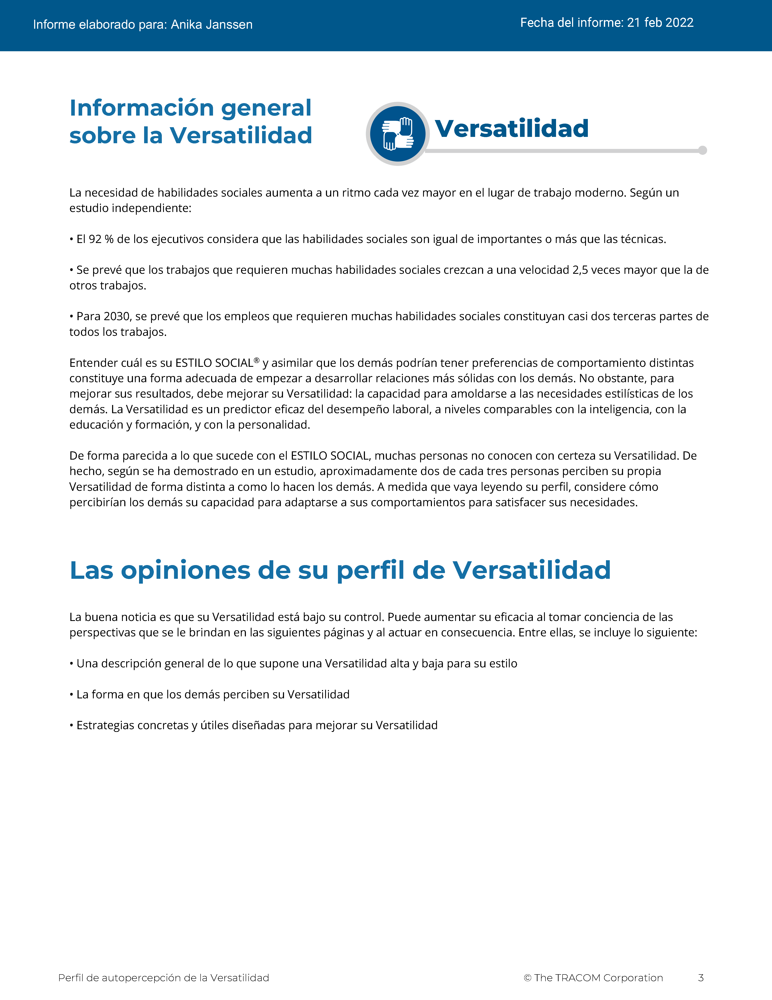 Informe elaborado para: Anika Janssen
Fecha del informe: 21 feb 2022
Información general
sobre la Versatilidad
Versatilidad
La necesidad de habilidades sociales aumenta a un ritmo cada vez mayor en el lugar de trabajo moderno. Según un
estudio independiente:
• El 92 % de los ejecutivos considera que las habilidades sociales son igual de importantes o más que las técnicas.
• Se prevé que los trabajos que requieren muchas habilidades sociales crezcan a una velocidad 2,5 veces mayor que la de
otros trabajos.
• Para 2030, se prevé que los empleos que requieren muchas habilidades sociales constituyan casi dos terceras partes de
todos los trabajos.
Entender cuál es su ESTILO SOCIAL® y asimilar que los demás podrían tener preferencias de comportamiento distintas
constituye una forma adecuada de empezar a desarrollar relaciones más sólidas con los demás. No obstante, para
mejorar sus resultados, debe mejorar su Versatilidad: la capacidad para amoldarse a las necesidades estilísticas de los
demás. La Versatilidad es un predictor eficaz del desempeño laboral, a niveles comparables con la inteligencia, con la
educación y formación, y con la personalidad.
De forma parecida a lo que sucede con el ESTILO SOCIAL, muchas personas no conocen con certeza su Versatilidad. De
hecho, según se ha demostrado en un estudio, aproximadamente dos de cada tres personas perciben su propia
Versatilidad de forma distinta a como lo hacen los demás. A medida que vaya leyendo su perfil, considere cómo
percibirían los demás su capacidad para adaptarse a sus comportamientos para satisfacer sus necesidades.
Las opiniones de su perfil de Versatilidad
La buena noticia es que su Versatilidad está bajo su control. Puede aumentar su eficacia al tomar conciencia de las
perspectivas que se le brindan en las siguientes páginas y al actuar en consecuencia. Entre ellas, se incluye lo siguiente:
• Una descripción general de lo que supone una Versatilidad alta y baja para su estilo
• La forma en que los demás perciben su Versatilidad
• Estrategias concretas y útiles diseñadas para mejorar su Versatilidad
Perfil de autopercepción de la Versatilidad
© The TRACOM Corporation
3